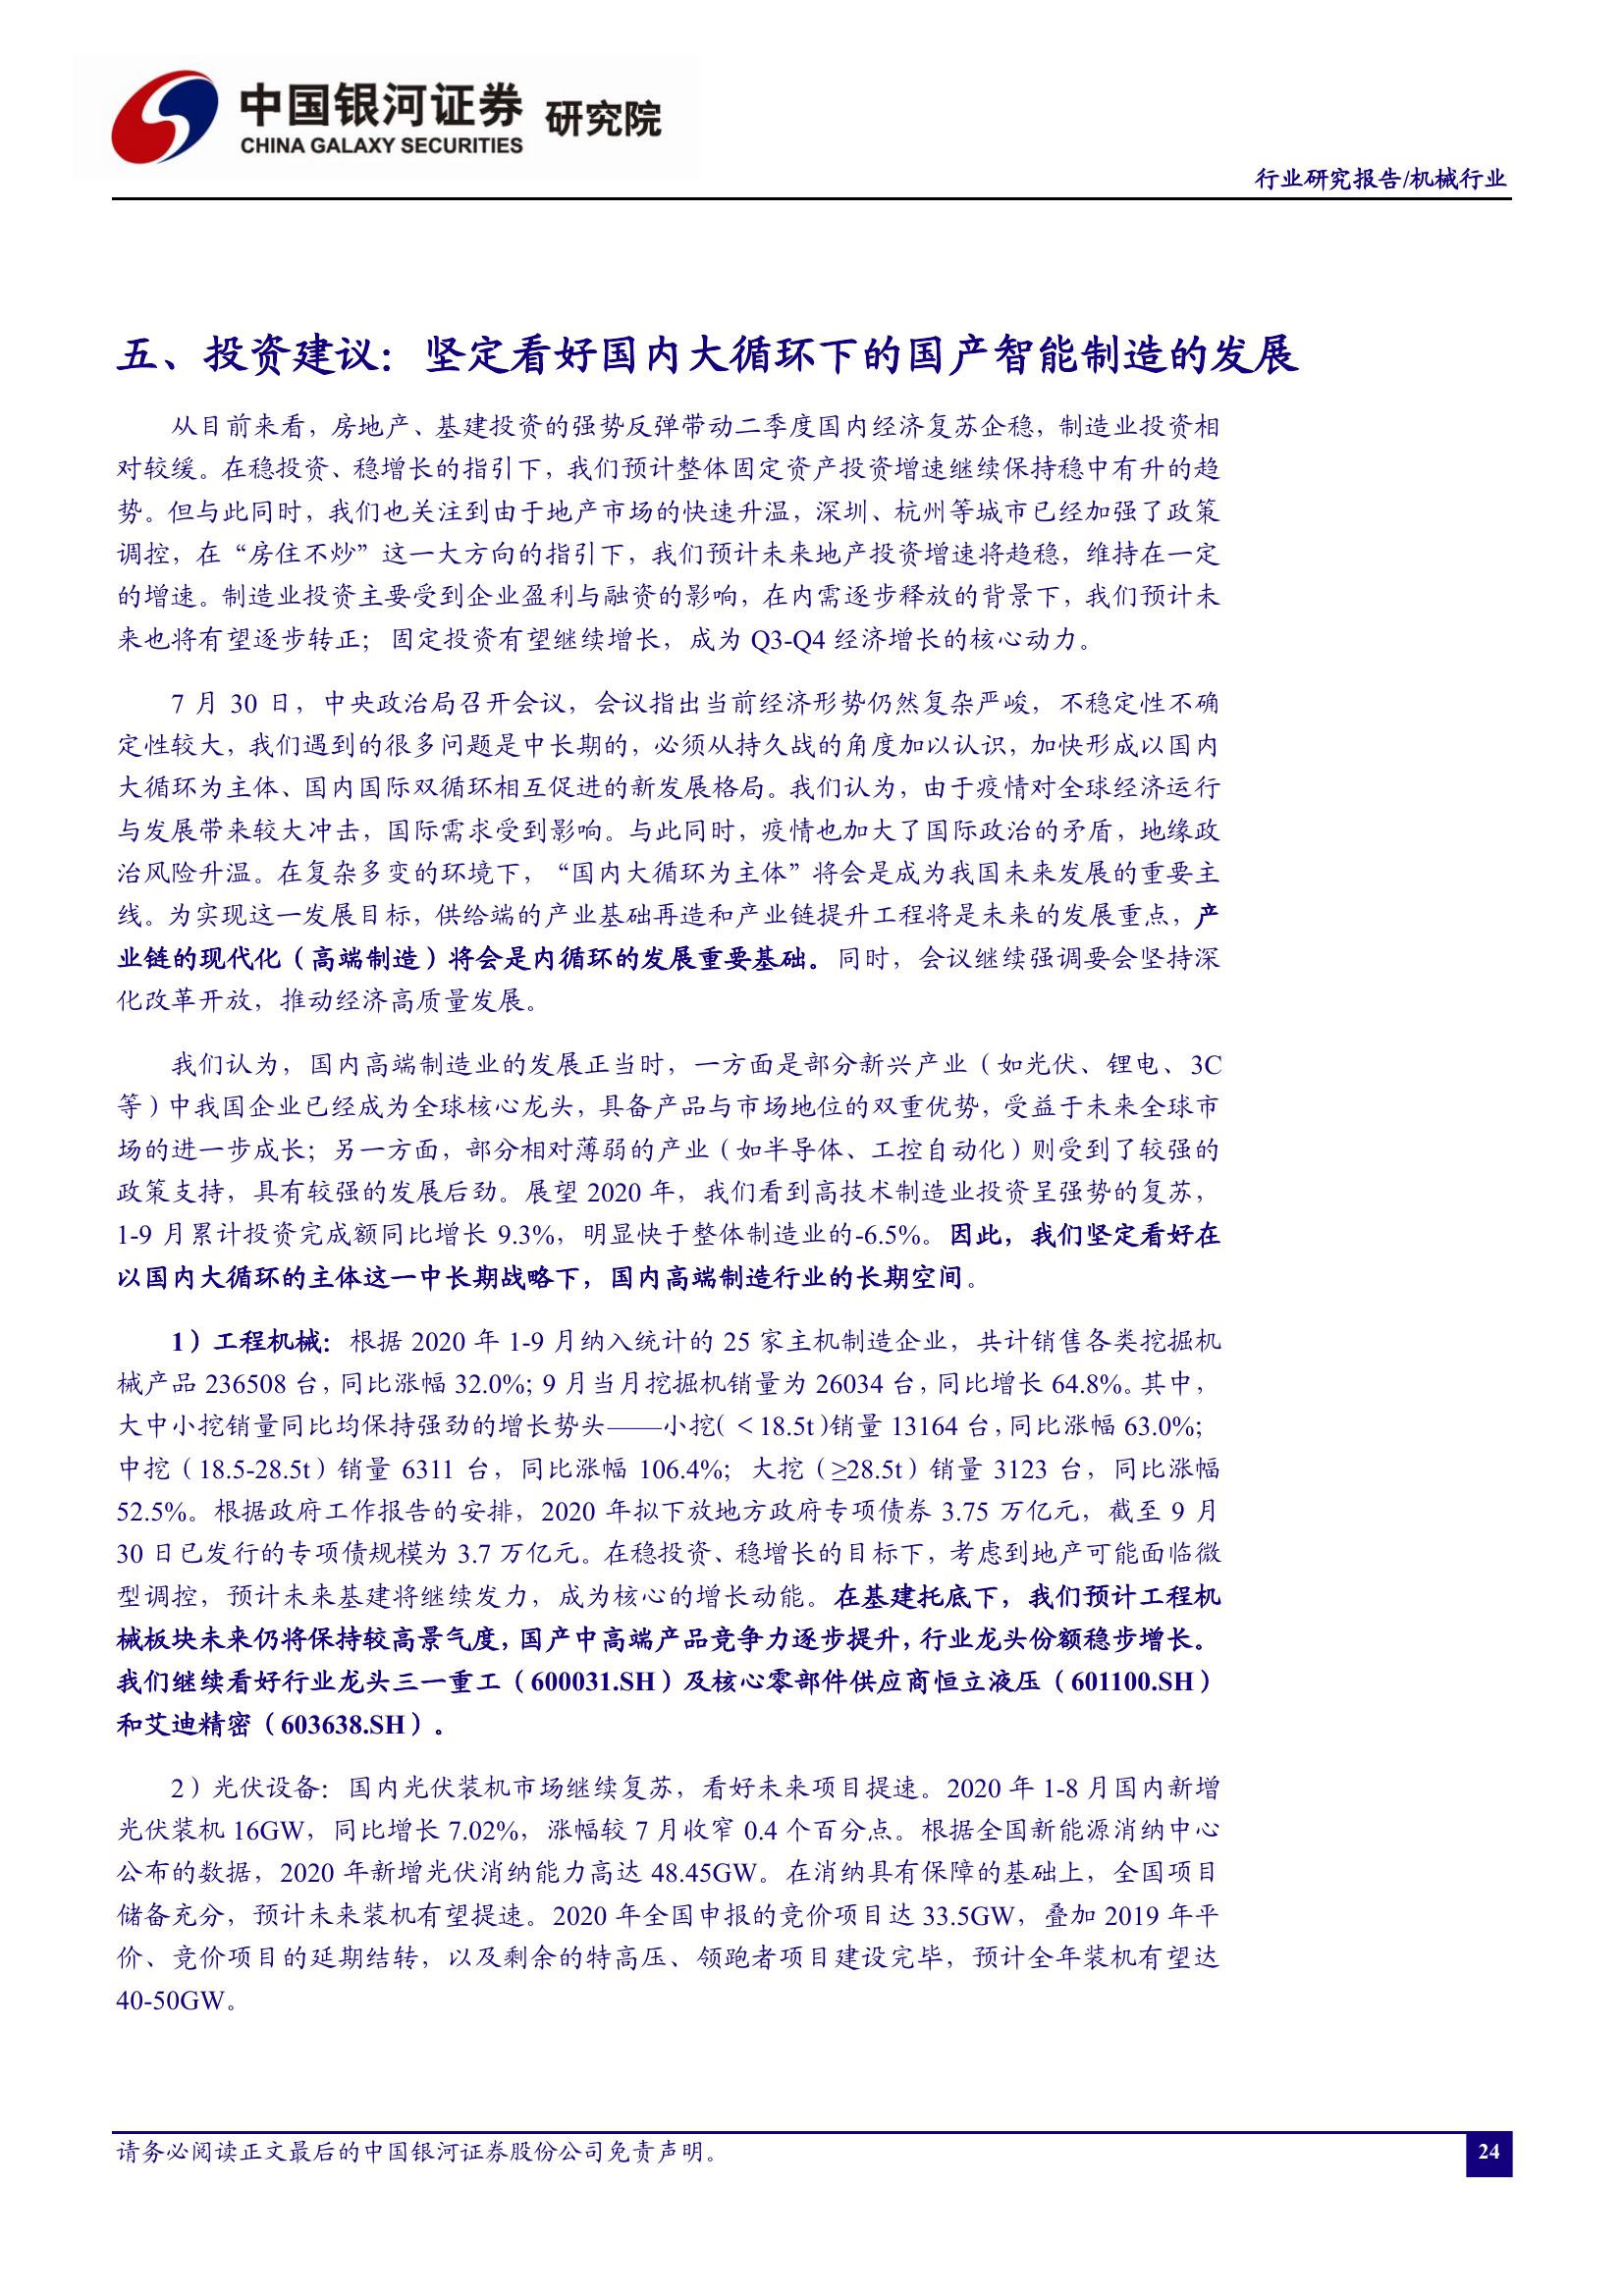 中国银河证券 研究院
CHINA GALAXY SECURITIES
行业研究报告/机械行业
五、投资建议：坚定看好国内大循环下的国产智能制造的发展
从目前来看，房地产、基建投资的强势反弹带动二季度国内经济复苏企稳，制造业投资相
对较缓。在稳投资、稳增长的指引下，我们预计整体固定资产投资增速继续保持稳中有升的趋
势。但与此同时，我们也关注到由于地产市场的快速升温，深圳、杭州等城市已经加强了政策
调控，在“房住不炒”这一大方向的指引下，我们预计未来地产投资增速将趋稳，维持在一定
的增速。制造业投资主要受到企业盈利与融资的影响，在内需逐步释放的背景下，我们预计未
来也将有望逐步转正；固定投资有望继续增长，成为 Q3-Q4 经济增长的核心动力。
7 月 30 日，中央政治局召开会议，会议指出当前经济形势仍然复杂严峻，不稳定性不确
定性较大，我们遇到的很多问题是中长期的，必须从持久战的角度加以认识，加快形成以国内
大循环为主体、国内国际双循环相互促进的新发展格局。我们认为，由于疫情对全球经济运行
与发展带来较大冲击，国际需求受到影响。与此同时，疫情也加大了国际政治的矛盾，地缘政
治风险升温。在复杂多变的环境下，“国内大循环为主体”将会是成为我国未来发展的重要主
线。为实现这一发展目标，供给端的产业基础再造和产业链提升工程将是未来的发展重点，产
业链的现代化（高端制造）将会是内循环的发展重要基础。同时，会议继续强调要会坚持深
化改革开放，推动经济高质量发展。
我们认为，国内高端制造业的发展正当时，一方面是部分新兴产业（如光伏、锂电、3C
等）中我国企业已经成为全球核心龙头，具备产品与市场地位的双重优势，受益于未来全球市
场的进一步成长；另一方面，部分相对薄弱的产业（如半导体、工控自动化）则受到了较强的
政策支持，具有较强的发展后劲。展望 2020 年，我们看到高技术制造业投资呈强势的复苏，
1-9 月累计投资完成额同比增长 9.3%，明显快于整体制造业的-6.5%。因此，我们坚定看好在
以国内大循环的主体这一中长期战略下，国内高端制造行业的长期空间。
1）工程机械：根据 2020 年 1-9 月纳入统计的 25 家主机制造企业，共计销售各类挖掘机
械产品 236508 台，同比涨幅 32.0%；9 月当月挖掘机销量为 26034 台，同比增长 64.8%。其中，
大中小挖销量同比均保持强劲的增长势头——小挖(＜18.5t)销量 13164 台，同比涨幅 63.0%；
中挖（18.5-28.5t）销量 6311 台，同比涨幅 106.4%；大挖（≥28.5t）销量 3123 台，同比涨幅
52.5%。根据政府工作报告的安排，2020 年拟下放地方政府专项债券 3.75 万亿元，截至 9 月
30 日已发行的专项债规模为 3.7 万亿元。在稳投资、稳增长的目标下，考虑到地产可能面临微
型调控，预计未来基建将继续发力，成为核心的增长动能。在基建托底下，我们预计工程机
械板块未来仍将保持较高景气度，国产中高端产品竞争力逐步提升，行业龙头份额稳步增长。
我们继续看好行业龙头三一重工（600031.SH）及核心零部件供应商恒立液压（601100.SH）
和艾迪精密（603638.SH）。
2）光伏设备：国内光伏装机市场继续复苏，看好未来项目提速。2020 年 1-8 月国内新增
光伏装机 16GW，同比增长 7.02%，涨幅较 7 月收窄 0.4 个百分点。根据全国新能源消纳中心
公布的数据，2020 年新增光伏消纳能力高达 48.45GW。在消纳具有保障的基础上，全国项目
储备充分，预计未来装机有望提速。2020 年全国申报的竞价项目达 33.5GW，叠加 2019 年平
价、竞价项目的延期结转，以及剩余的特高压、领跑者项目建设完毕，预计全年装机有望达
40-50GW。
请务必阅读正文最后的中国银河证券股份公司免责声明。
24